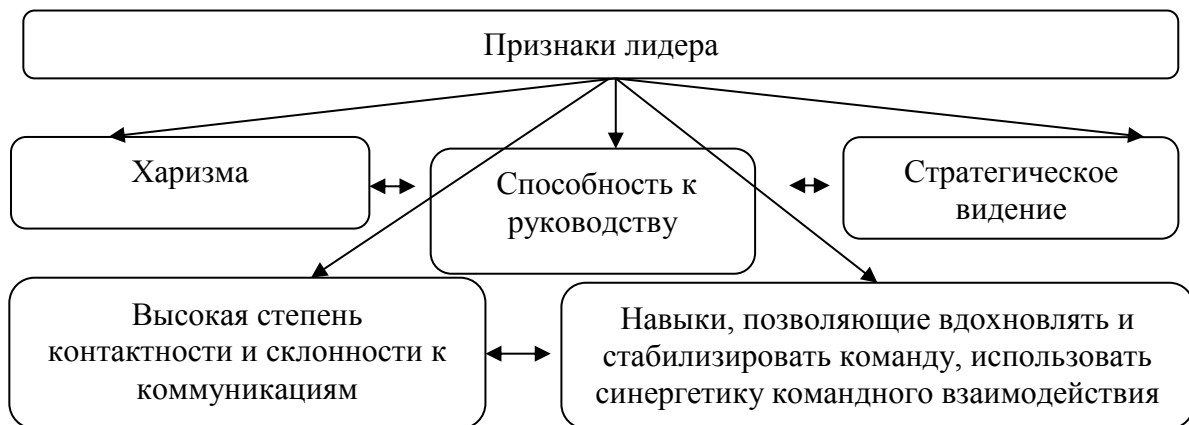 Признаки лидера
Харизма
Способность к
руководству
Стратегическое
видение
Высокая степень
контактности и склонности к
коммуникациям
Навыки, позволяющие вдохновлять и
стабилизировать команду, использовать
синергетику командного взаимодействия